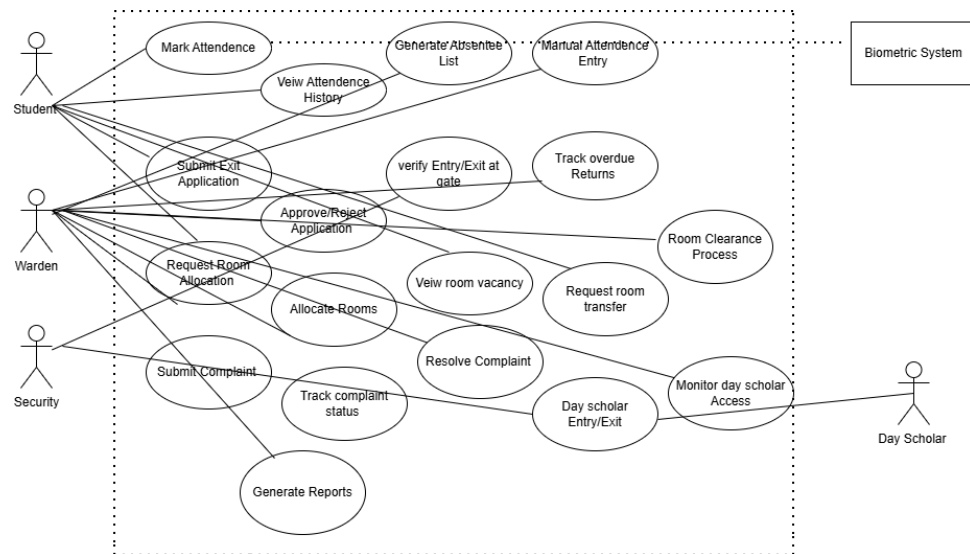 Mark Attendence
Generate Absentee
List
Manual Attendence
Entry
Biometric System
Student
Veiw Attendence
History
Submit Exit
Application
verify Entry/Exit at
gate
Track overdue
Returns
Warden
Approve/Reject
Application
Room Clearance
Process
Request Room
Allocation
Veiw room vacancy
Request room
transfer
Allocate Rooms
Security
Submit Complaint
Resolve Complaint
Track complaint
status
Day scholar
Entry/Exit
Monitor day scholar
Access
Day Scholar
Generate Reports